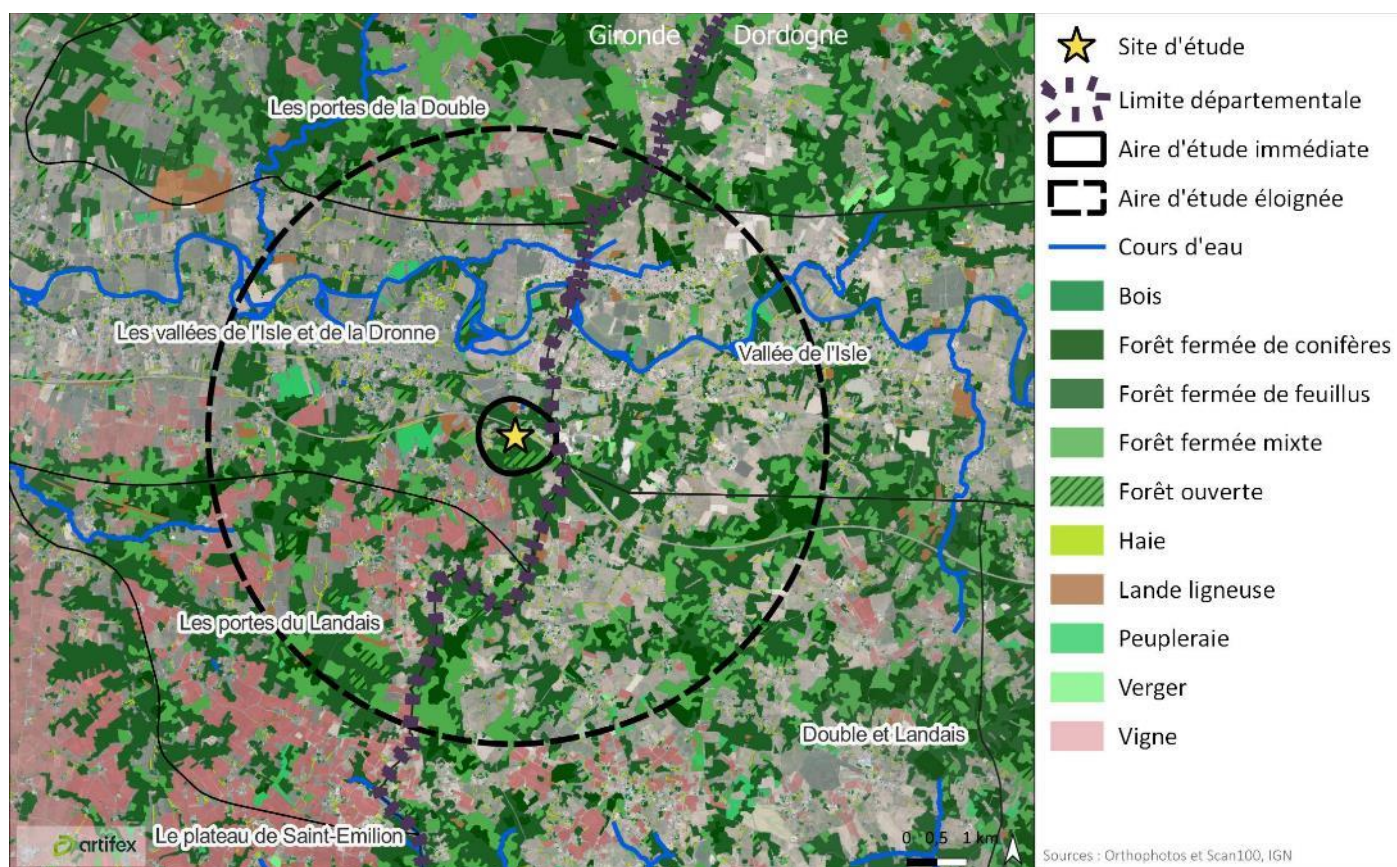 Gironde
Dordogne
Les portes de la Double
Les vallées de l'Isle et de la Dronne
Vallée de l'Isle
Les portes du Landais
Double et Landais
Le plateau de Saint-Emilion
artifex
0 0,5 1 km
Site d'étude
Limite départementale
Aire d'étude immédiate
Aire d'étude éloignée
Cours d'eau
Bois
Forêt fermée de conifères
Forêt fermée de feuillus
Forêt fermée mixte
Forêt ouverte
Haie
Lande ligneuse
Peupleraie
Verger
Vigne
Sources : Orthophotos et Scan100, IGN